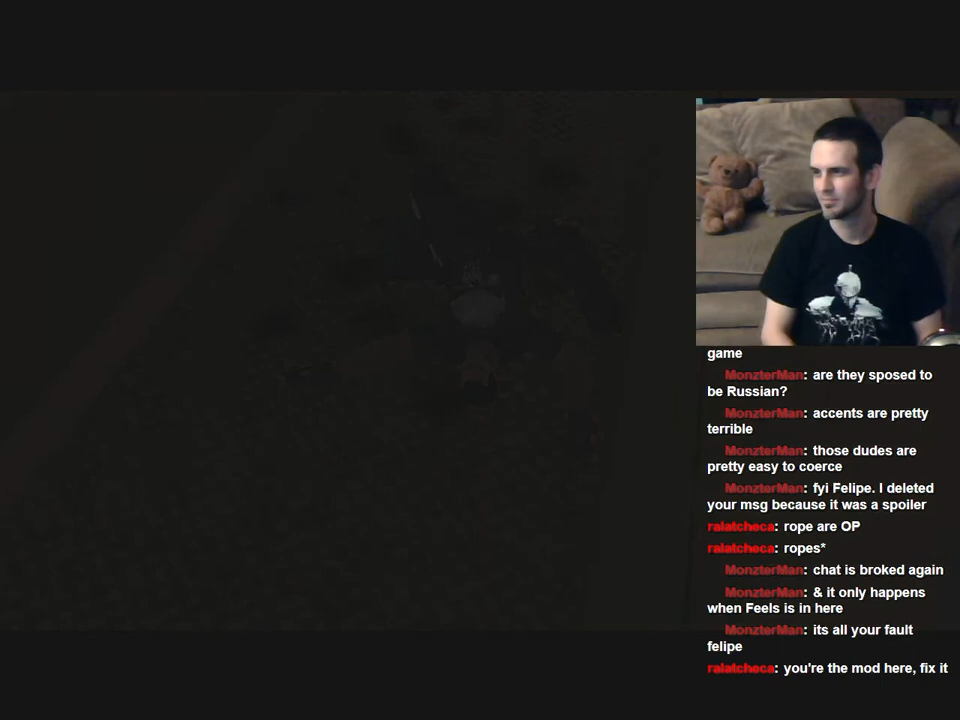 game
MonzterMan: are they sposed to
be Russian?
MonzterMan: accents are pretty
terrible
MonzterMan: those dudes are
pretty easy to coerce
MonzterMan: fyi Felipe. I deleted
your msg because it was a spoiler
ralatcheca: rope are OP
ralatcheca: ropes*
MonzterMan: chat is broked again
MonzterMan: & it only happens
when Feels is in here
MonzterMan: its all your fault
felipe
ralatcheca: you're the mod here, fix it